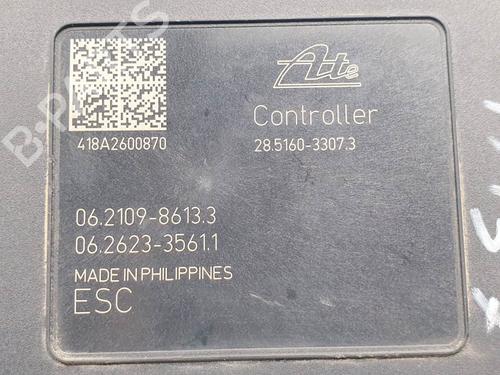 Ate
Controller
418A2600870
28.5160-3307.3
06.2109-8613.3
06.2623-3561.1
MADE IN PHILIPPINES
ESC
B-PARTS